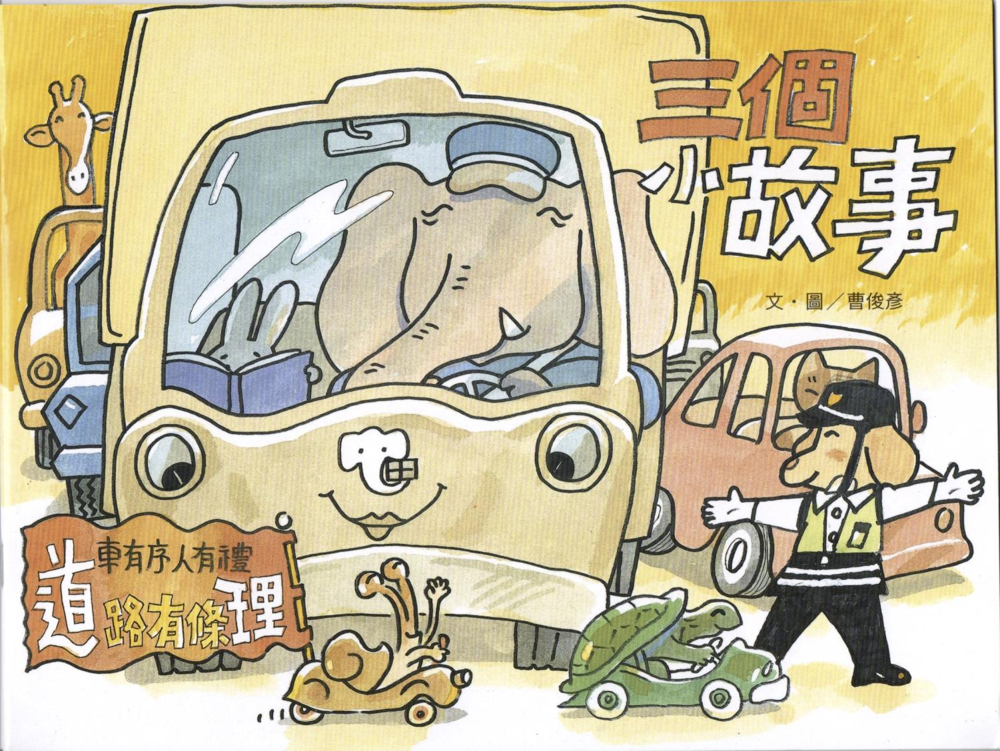 三個
小故事
文·圖／曹俊彥
車有序人有禮
道路有條理